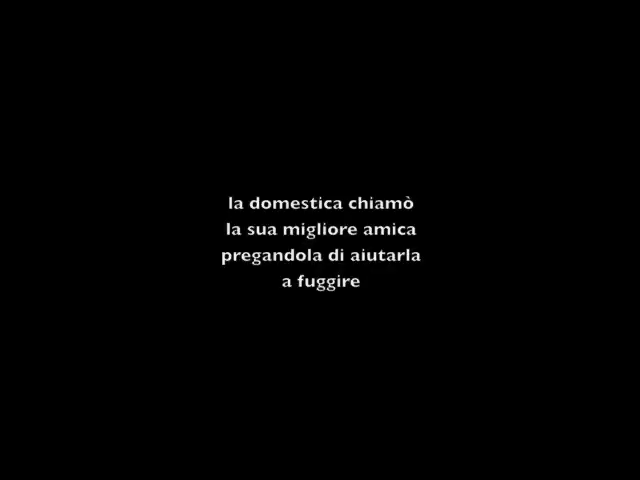 la domestica chiamò
la sua migliore amica
pregandola di aiutarla
a fuggire